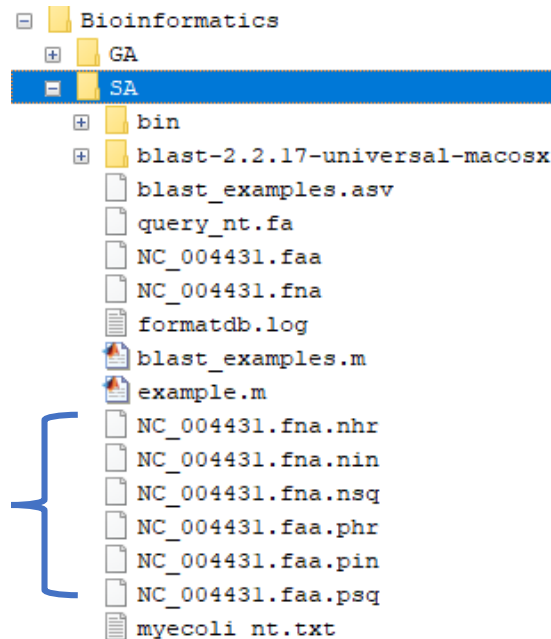 Bioinformatics
GA
SA
bin
blast-2.2.17-universal-macosx
blast_examples.asv
query_nt.fa
NC_004431.faa
NC_004431.fna
formatdb.log
blast_examples.m
example.m
NC_004431.fna.nhr
NC_004431.fna.nin
NC_004431.fna.nsq
NC_004431.faa.phr
NC_004431.faa.pin
NC_004431.faa.psq
myecoli_nt.txt